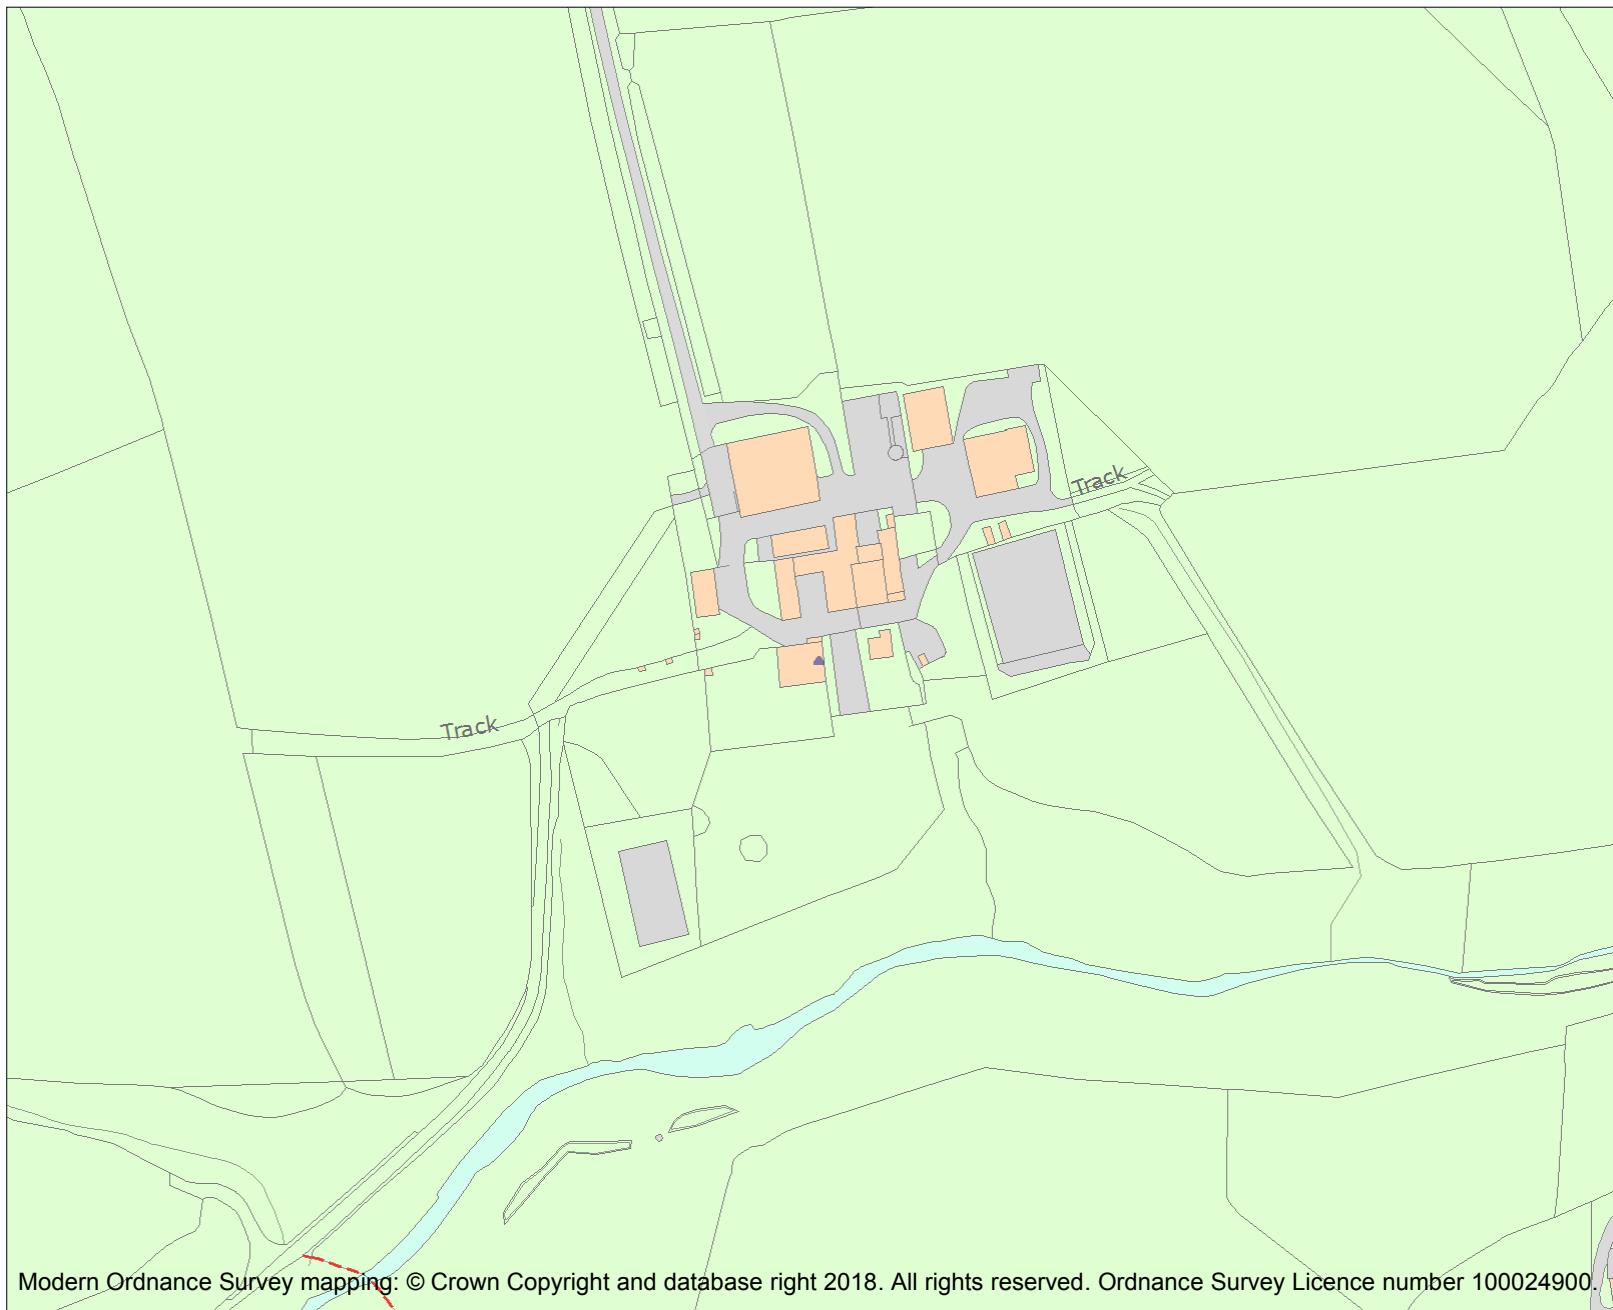 Track
Track
Modern Ordnance Survey mapping: © Crown Copyright and database right 2018. All rights reserved. Ordnance Survey Licence number 100024900.